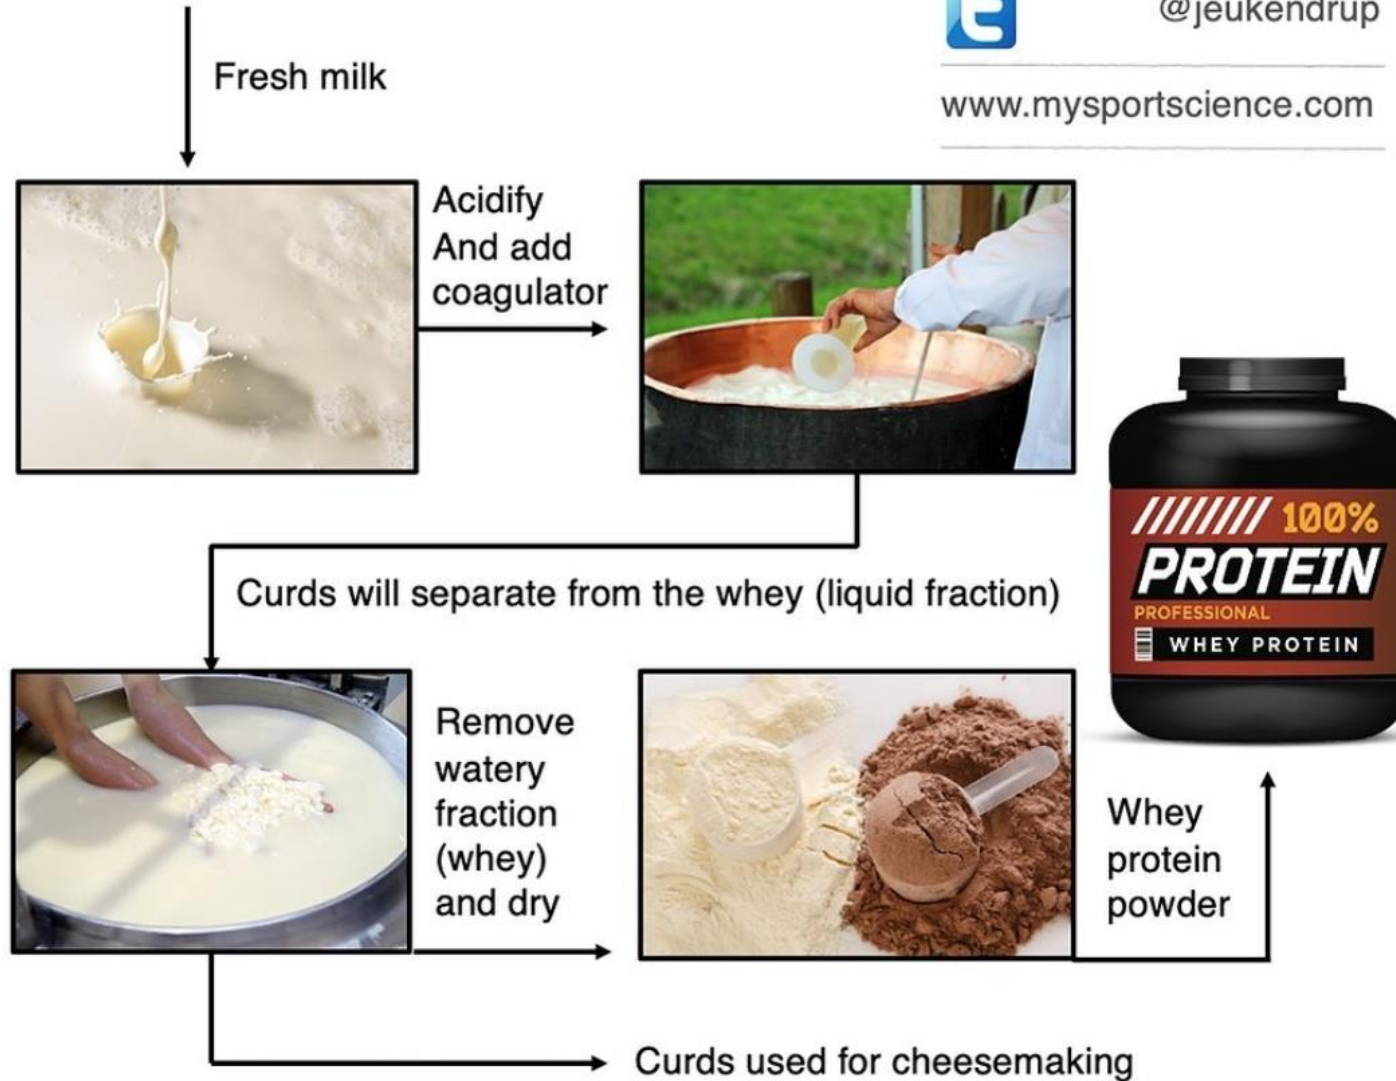 @jeukendrup
www.mysportscience.com
Fresh milk
Acidify
And add
coagulator
Curds will separate from the whey (liquid fraction)
100%
PROTEIN
PROFESSIONAL
WHEY PROTEIN
Remove
watery
fraction
(whey)
and dry
Whey
protein
powder
Curds used for cheesemaking